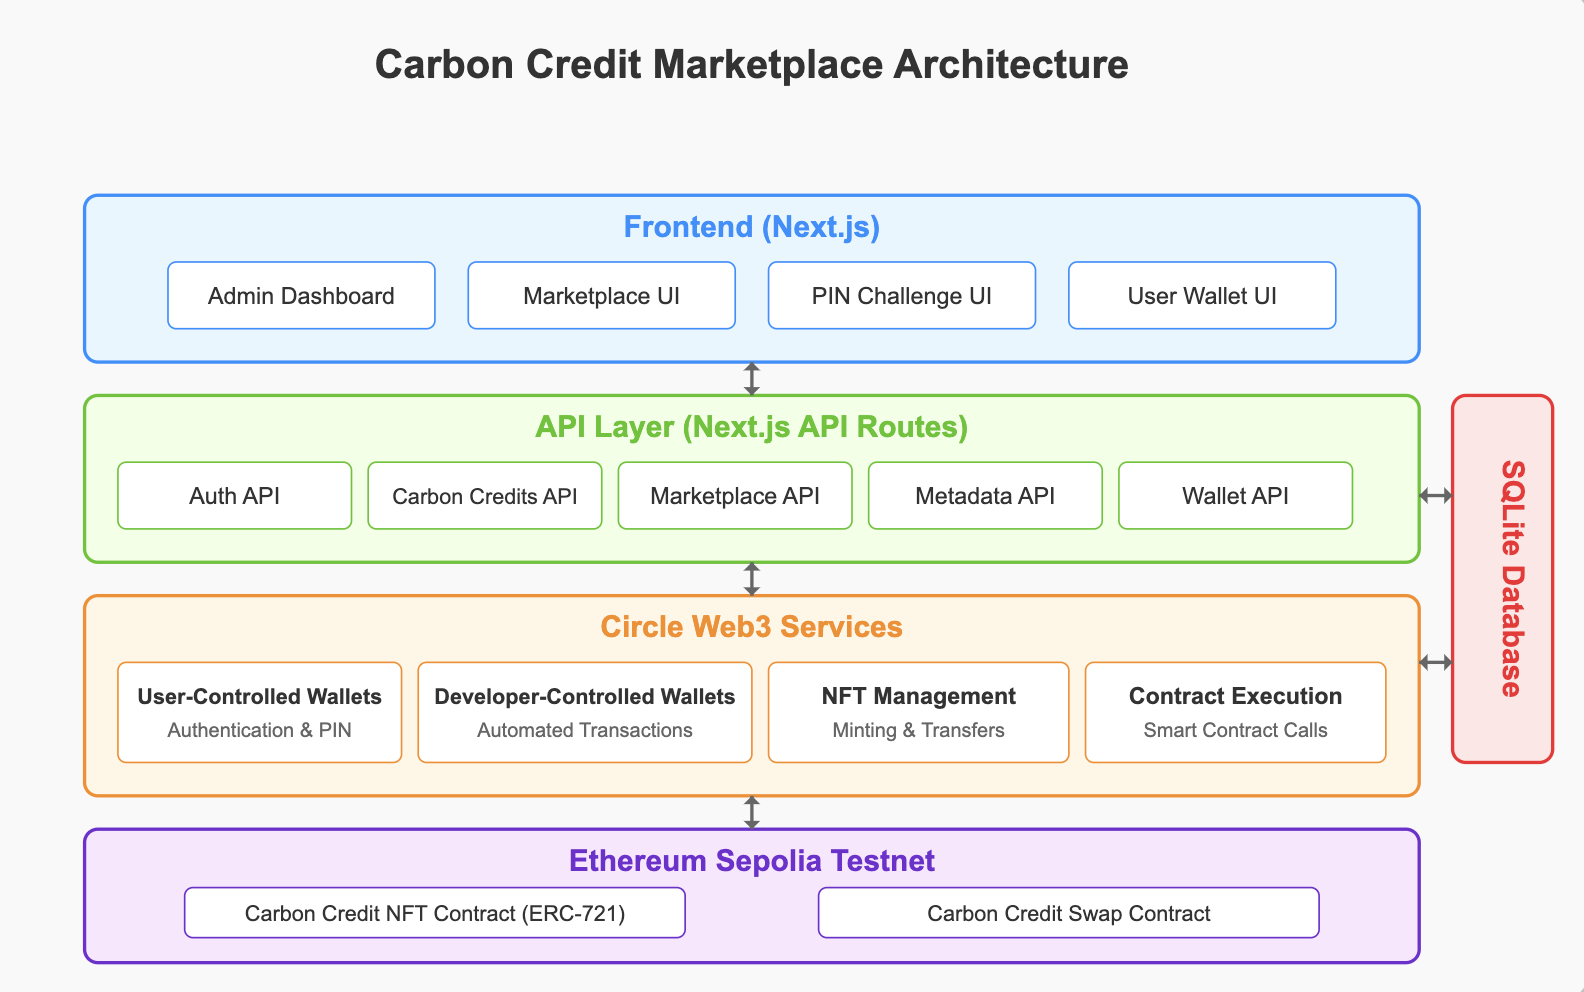 Carbon Credit Marketplace Architecture
Frontend (Next.js)
Admin Dashboard
Marketplace UI
PIN Challenge UI
User Wallet UI
API Layer (Next.js API Routes)
Auth API
Carbon Credits API
Marketplace API
Metadata API
Wallet API
SQLite Database
Circle Web3 Services
User-Controlled Wallets
Authentication & PIN
Developer-Controlled Wallets
Automated Transactions
NFT Management
Minting & Transfers
Contract Execution
Smart Contract Calls
Ethereum Sepolia Testnet
Carbon Credit NFT Contract (ERC-721)
Carbon Credit Swap Contract